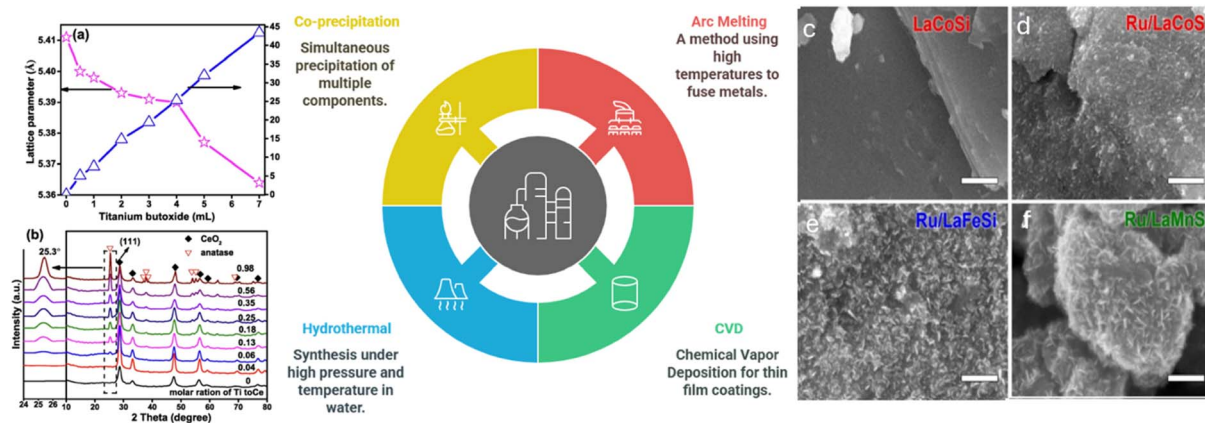 (a)
Lattice parameter (Å)
5.41
5.40
5.39
5.38
5.37
5.36
45
40
35
30
25
20
15
10
5
0
0 1 2 3 4 5 6 7
Titanium butoxide (mL)
(b)
Intensity (a.u.)
25.3°
(111)
CeO2
anatase
0.98
0.56
0.35
0.25
0.18
0.13
0.06
0.04
0
molar ration of Ti toCe
24 25 26 10 20 30 40 50 60 70 80
2 Theta (degree)
Co-precipitation
Simultaneous
precipitation of
multiple
components.
Arc Melting
A method using
high
temperatures to
fuse metals.
Hydrothermal
Synthesis under
high pressure and
temperature in
water.
CVD
Chemical Vapor
Deposition for thin
film coatings.
c
LaCoSi
d
Ru/LaCoS
e
Ru/LaFeSi
f
Ru/LaMnS